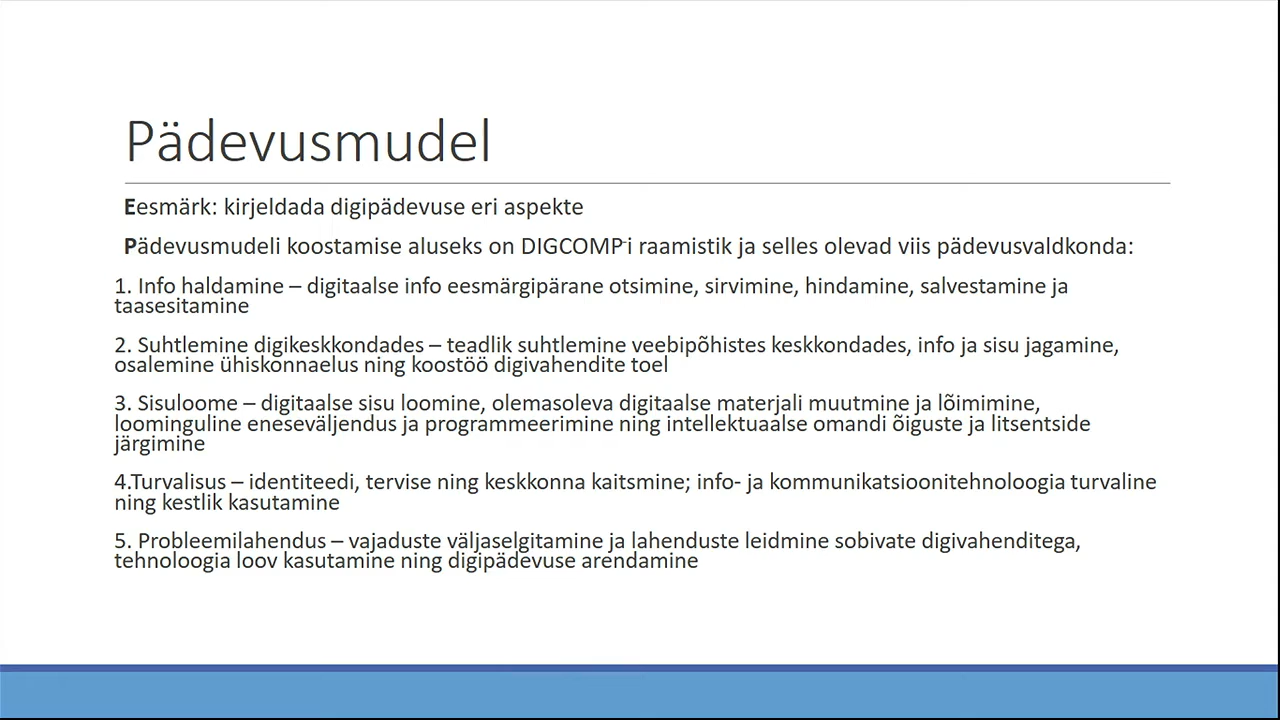 Pädevusmudel
Eesmärk: kirjeldada digipädevuse eri aspekte
Pädevusmudeli koostamise aluseks on DIGCOMP-i raamistik ja selles olevad viis pädevusvaldkonda:
1. Info haldamine – digitaalse info eesmärgipärane otsimine, sirvimine, hindamine, salvestamine ja
taasesitamine
2. Suhtlemine digikeskkondades – teadlik suhtlemine veebipõhistes keskkondades, info ja sisu jagamine,
osalemine ühiskonnaelus ning koostöö digivahendite toel
3. Sisuloome – digitaalse sisu loomine, olemasoleva digitaalse materjali muutmine ja lõimimine,
loominguline eneseväljendus ja programmeerimine ning intellektuaalse omandi õiguste ja litsentside
järgimine
4.Turvalisus – identiteedi, tervise ning keskkonna kaitsmine; info- ja kommunikatsioonitehnoloogia turvaline
ning kestlik kasutamine
5. Probleemilahendus – vajaduste väljaselgitamine ja lahenduste leidmine sobivate digivahenditega,
tehnoloogia loov kasutamine ning digipädevuse arendamine